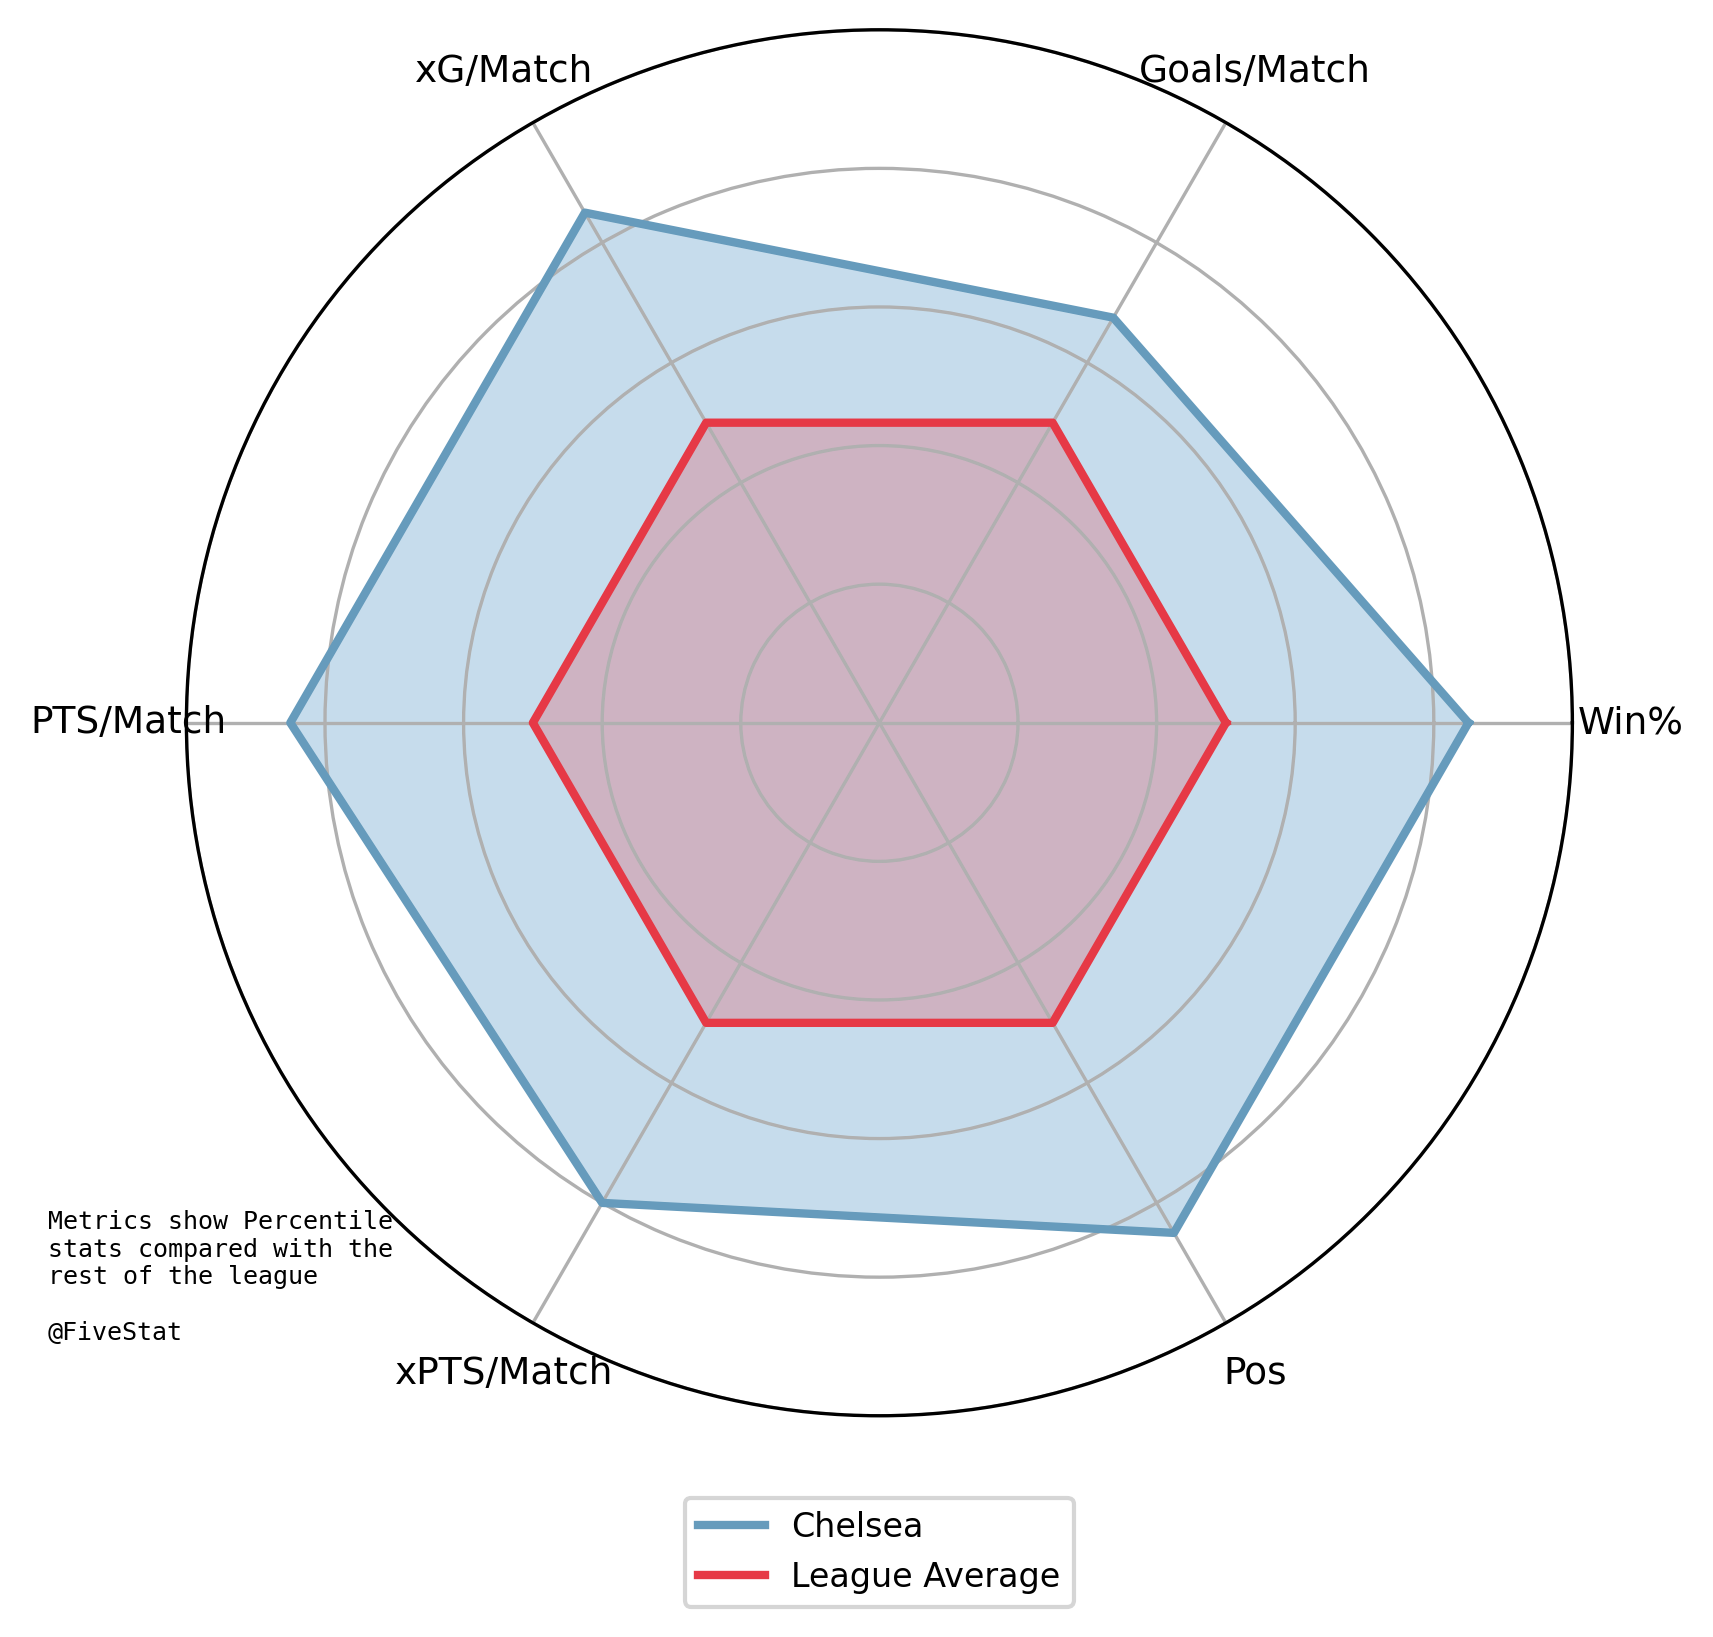 xG/Match
Goals/Match
PTS/Match
Win%
Metrics show Percentile
stats compared with the
rest of the league
@FiveStat
xPTS/Match
Pos
Chelsea
League Average